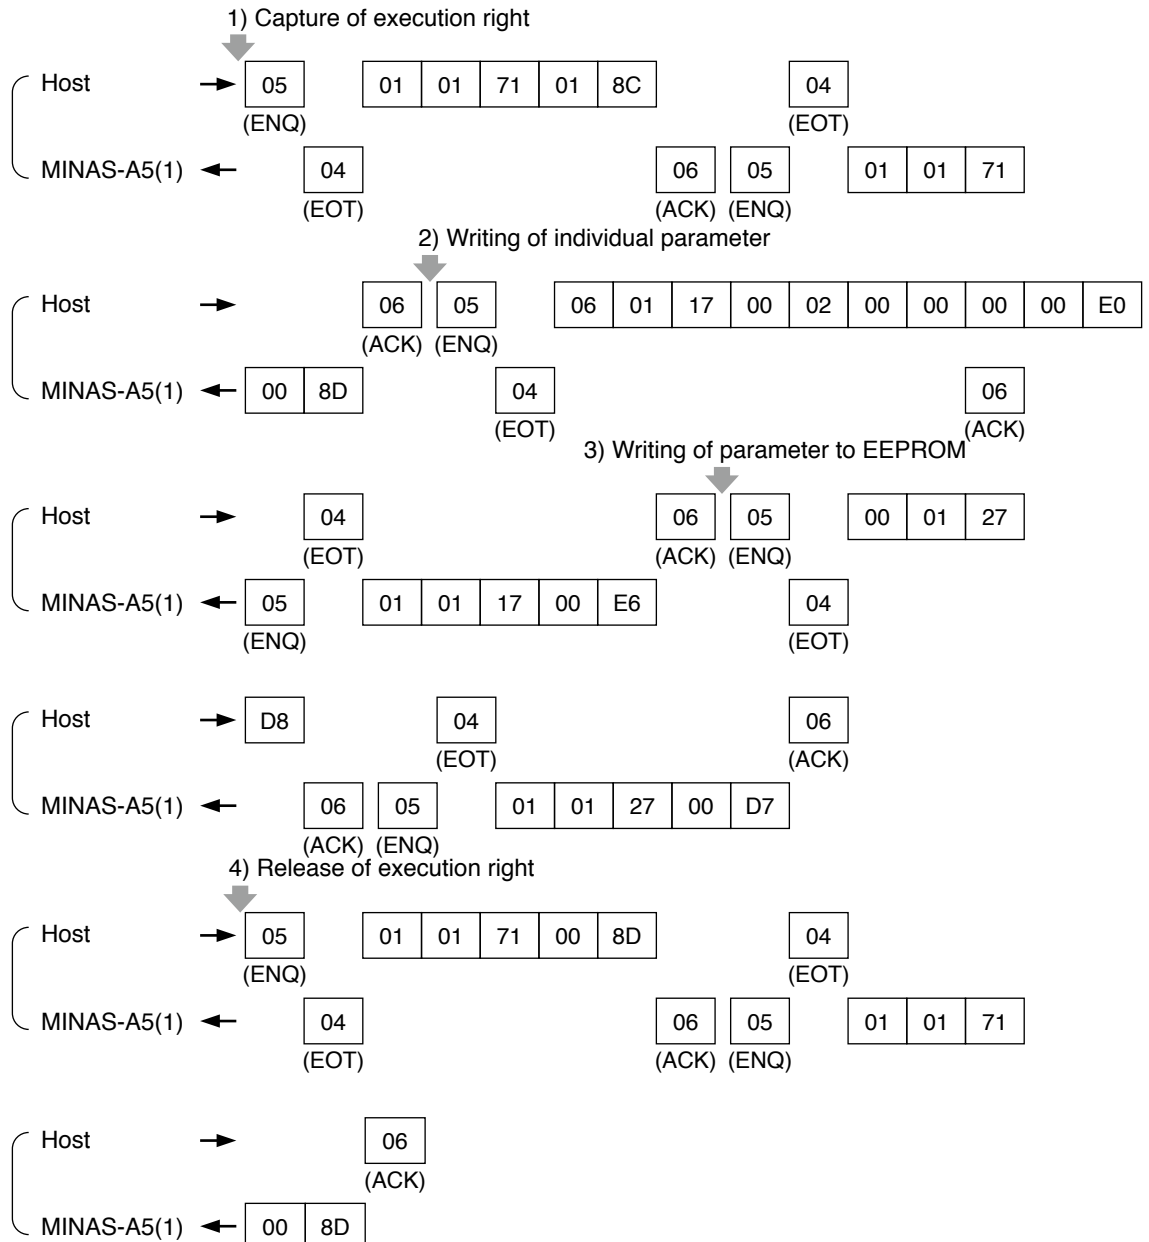 1) Capture of execution right
Host 05 01 01 71 01 8C 04
(ENQ) (EOT)
MINAS-A5(1) 04 06 05 01 01 71
(EOT) (ACK) (ENQ)
2) Writing of individual parameter
Host 06 05 06 01 17 00 02 00 00 00 00 E0
(ACK) (ENQ)
MINAS-A5(1) 00 8D 04 06
(EOT) (ACK)
3) Writing of parameter to EEPROM
Host 04 06 05 00 01 27
(EOT) (ACK) (ENQ)
MINAS-A5(1) 05 01 01 17 00 E6 04
(ENQ) (EOT)
Host D8 04 06
(EOT) (ACK)
MINAS-A5(1) 06 05 01 01 27 00 D7
(ACK) (ENQ)
4) Release of execution right
Host 05 01 01 71 00 8D 04
(ENQ) (EOT)
MINAS-A5(1) 04 06 05 01 01 71
(EOT) (ACK) (ENQ)
Host 06
(ACK)
MINAS-A5(1) 00 8D